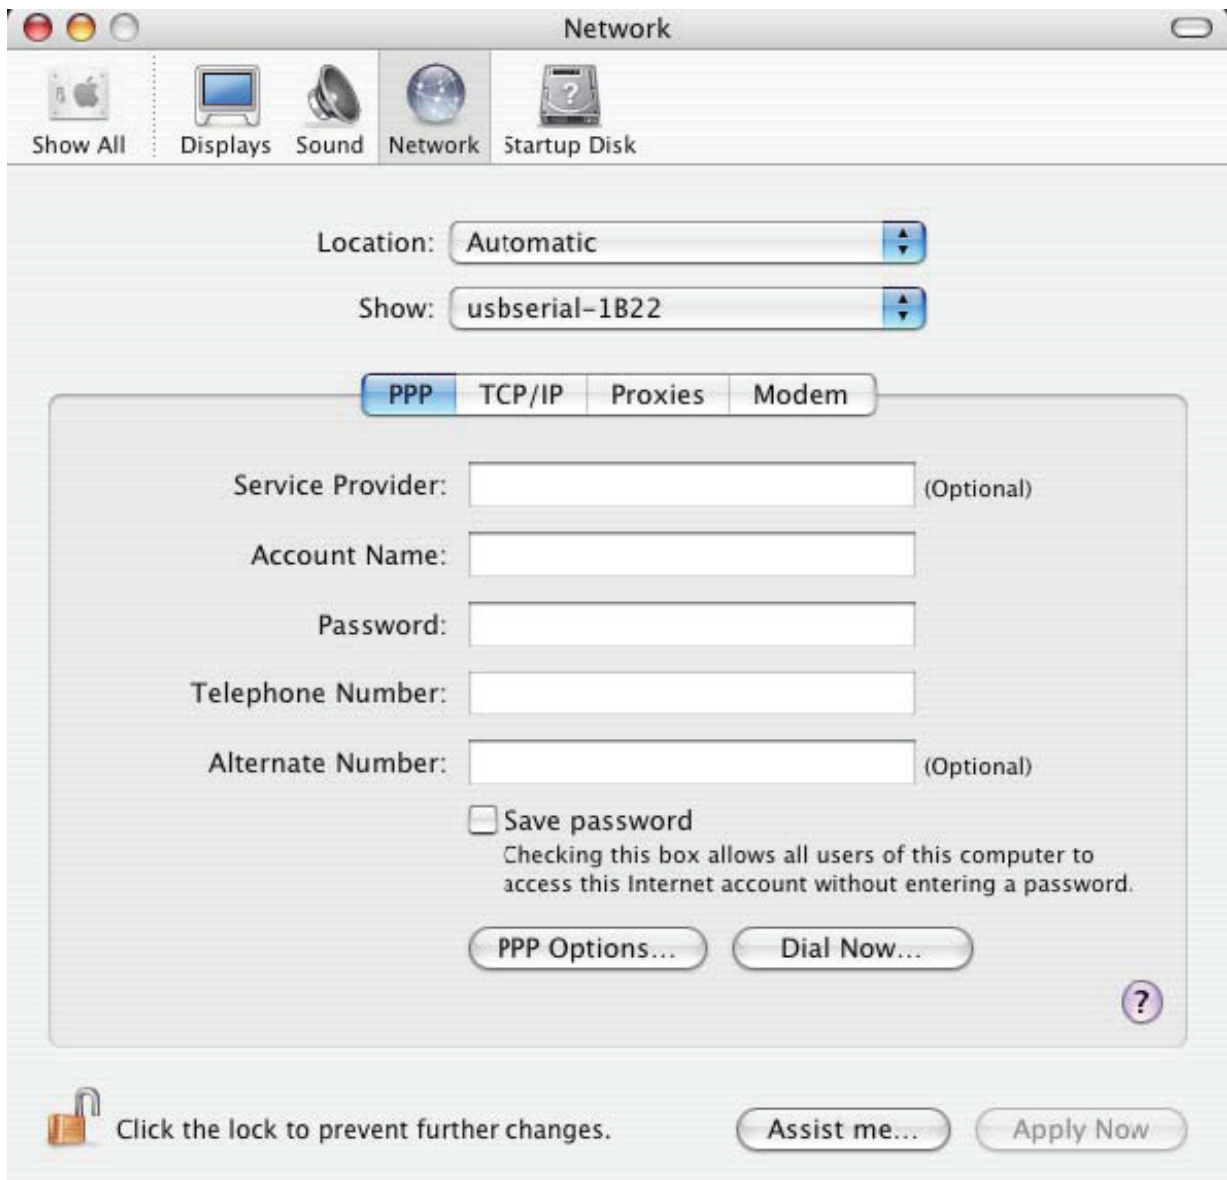 Network
Show All Displays Sound Network Startup Disk
Location: Automatic
Show: usbserial-1B22
PPP TCP/IP Proxies Modem
Service Provider: (Optional)
Account Name:
Password:
Telephone Number:
Alternate Number: (Optional)
Save password
Checking this box allows all users of this computer to
access this Internet account without entering a password.
PPP Options... Dial Now...
?
Click the lock to prevent further changes. Assist me... Apply Now